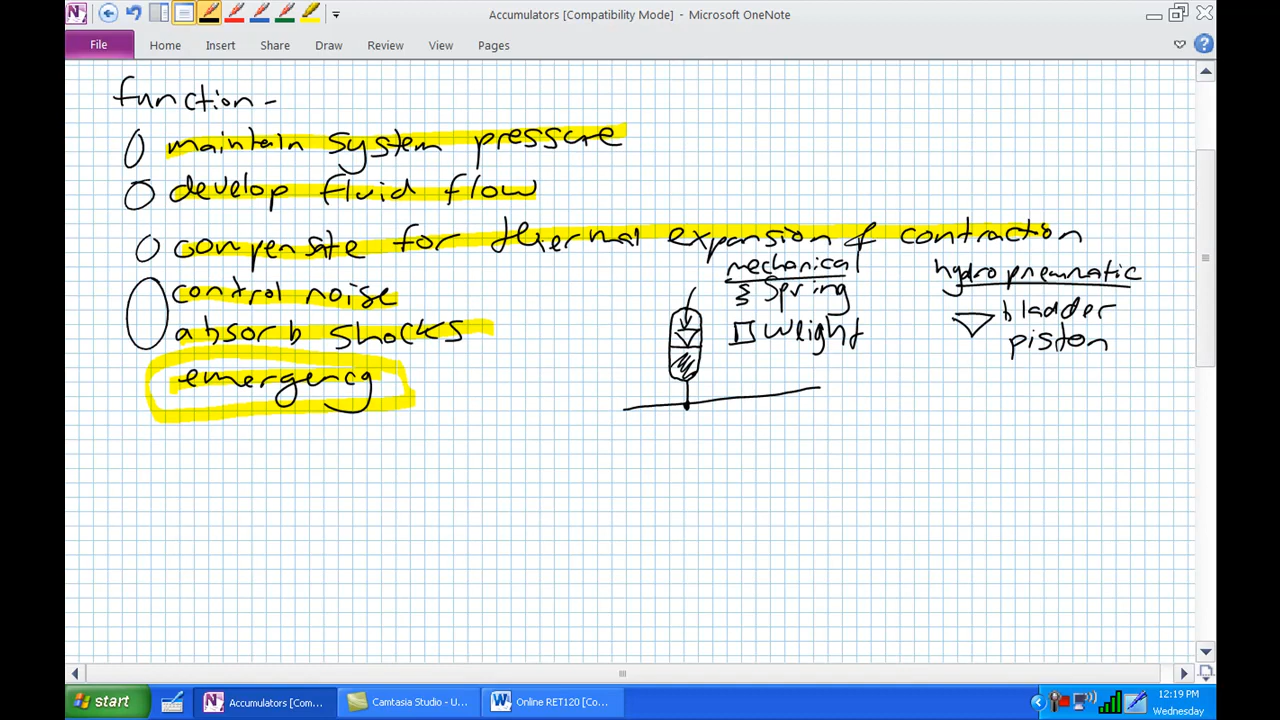 Accumulators [Compatibility Mode] - Microsoft OneNote
File Home Insert Share Draw Review View Pages
function-
maintain system pressure
develop fluid flow
compensate for thermal expansion & contraction
control noise
absorb shocks
emergency
mechanical
Spring
Weight
hydropneumatic
bladder
piston
start Accumulators [Com... Camtasia Studio - U... Online RET120 [Co... 12:19 PM
Wednesday